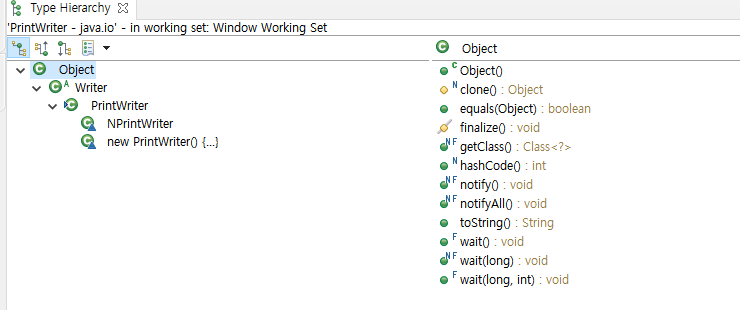 Type Hierarchy
'PrintWriter - java.io' - in working set: Window Working Set
Object
Writer
PrintWriter
NPrintWriter
new PrintWriter() {...}
Object
Object()
clone() : Object
equals(Object) : boolean
finalize() : void
getClass() : Class<?>
hashCode() : int
notify() : void
notifyAll() : void
toString() : String
wait() : void
wait(long) : void
wait(long, int) : void